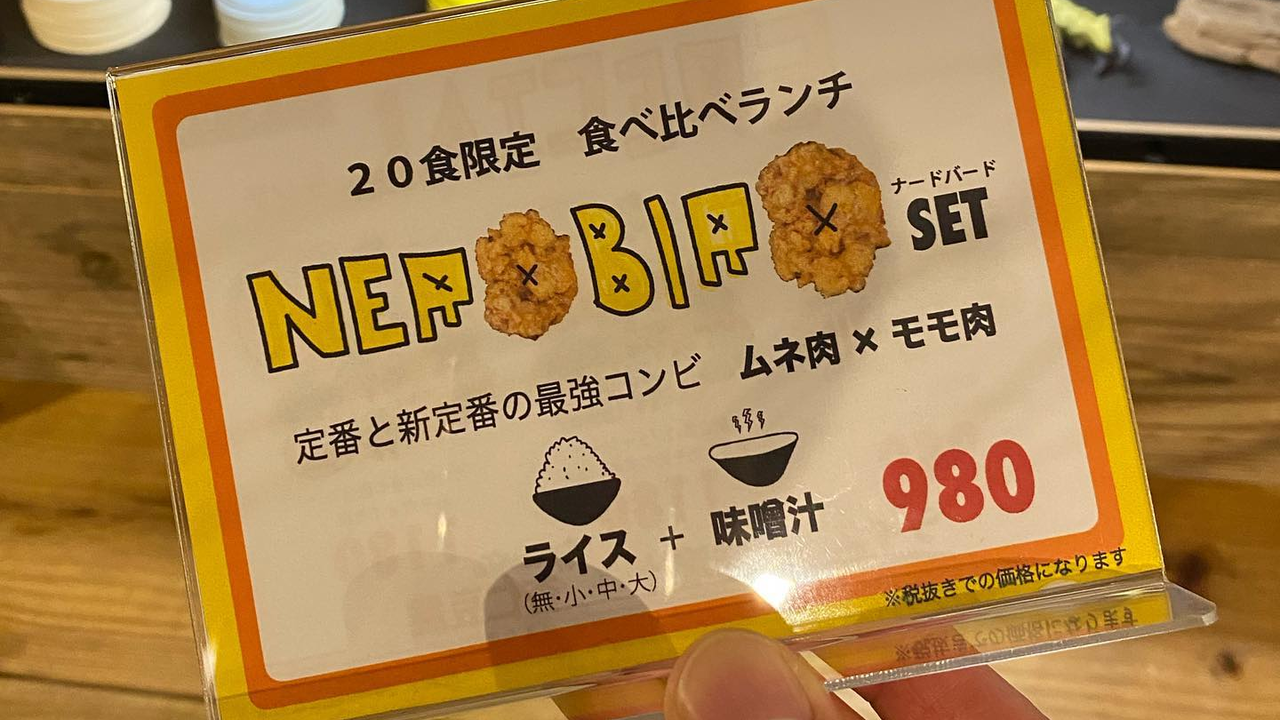 20食限定 食べ比べランチ
NERDBIRD SET
ナードバード
定番と新定番の最強コンビ ムネ肉×モモ肉
ライス + 味噌汁 980
(無・小・中・大)
※税抜きでの価格になります